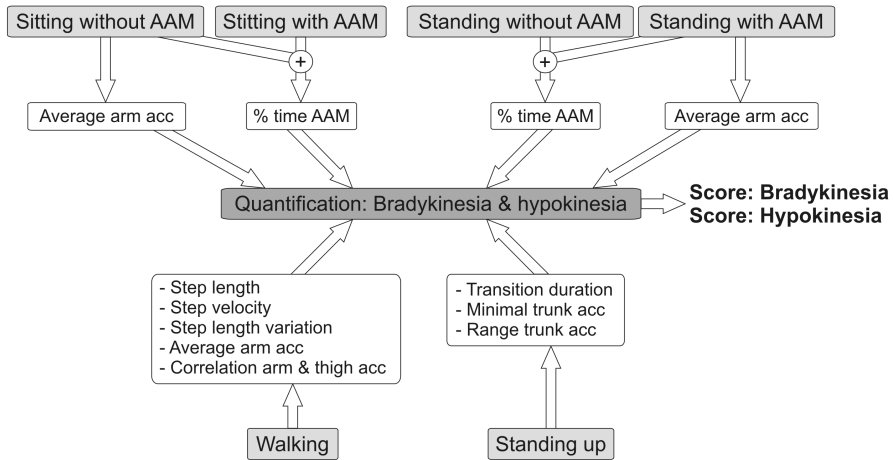 Sitting without AAM
Stitting with AAM
Standing without AAM
Standing with AAM
+
+
Average arm acc
% time AAM
% time AAM
Average arm acc
Quantification: Bradykinesia & hypokinesia
Score: Bradykinesia
Score: Hypokinesia
- Step length
- Step velocity
- Step length variation
- Average arm acc
- Correlation arm & thigh acc
- Transition duration
- Minimal trunk acc
- Range trunk acc
Walking
Standing up